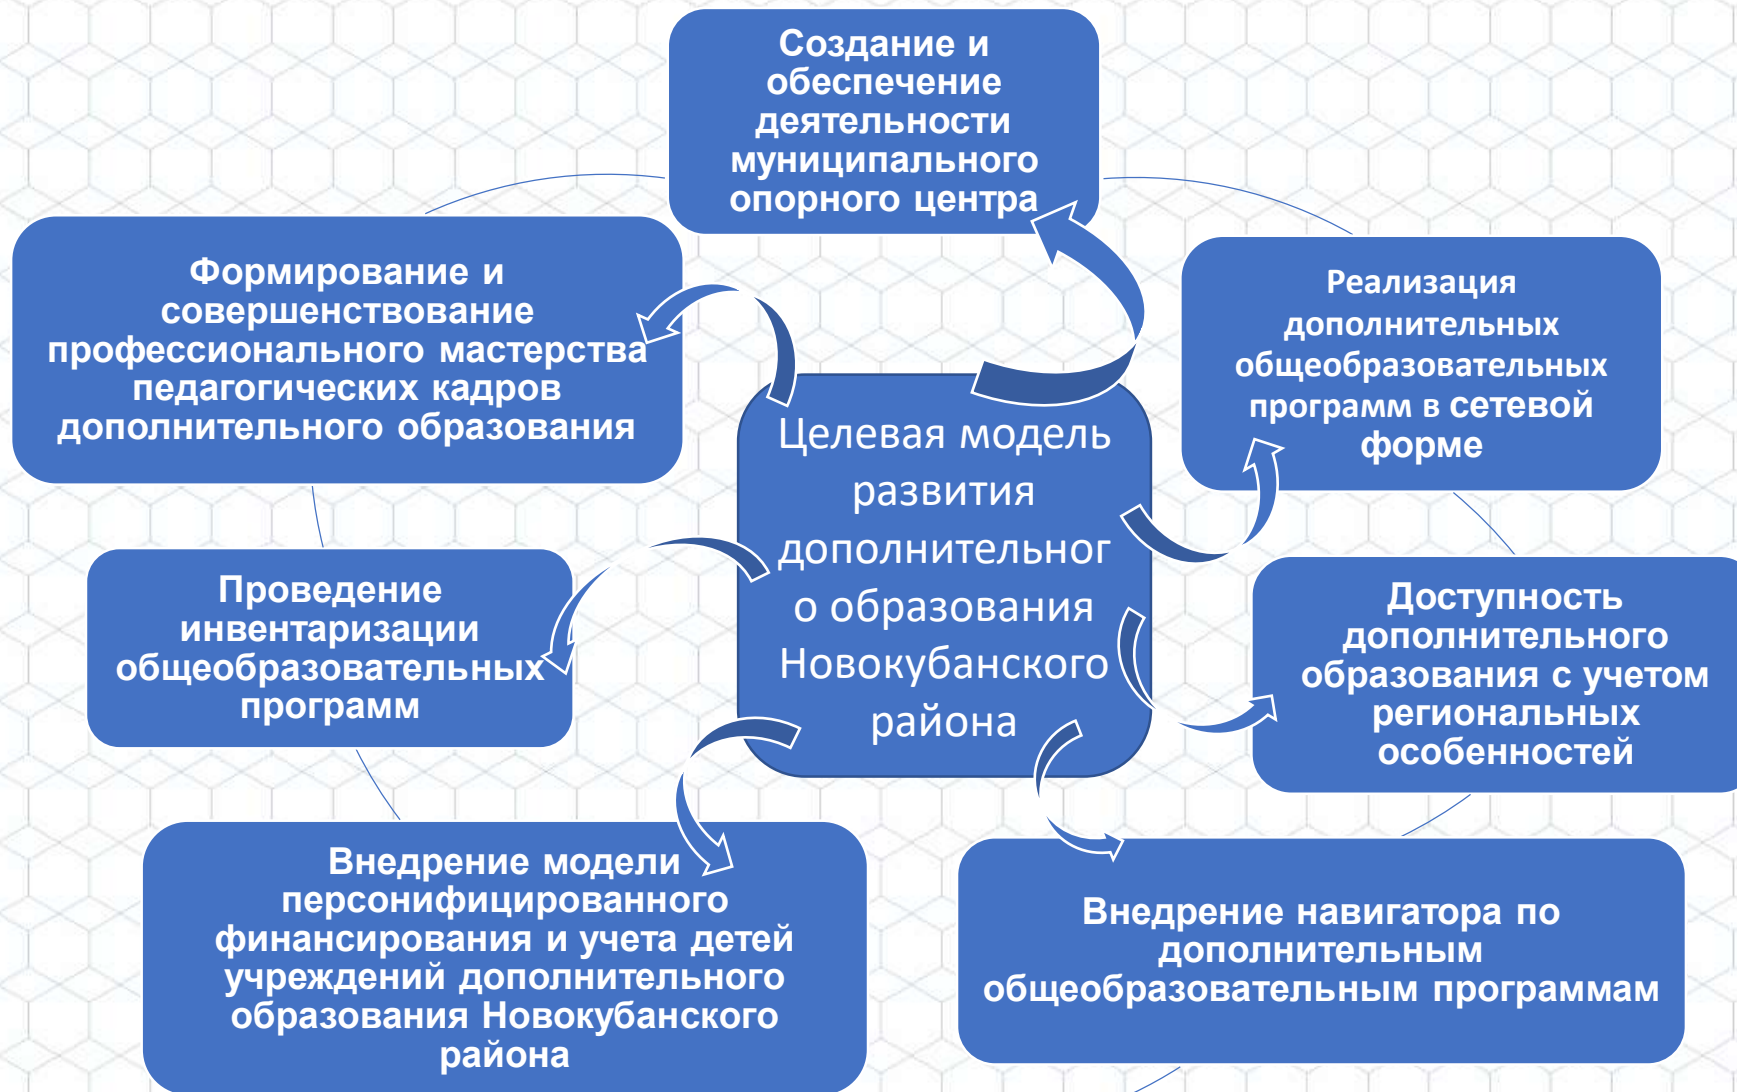 Создание и
обеспечение
деятельности
муниципального
опорного центра
Формирование и
совершенствование
профессионального мастерства
педагогических кадров
дополнительного образования
Реализация
дополнительных
общеобразовательных
программ в сетевой
форме
Целевая модель
развития
дополнительног
о образования
Новокубанского
района
Проведение
инвентаризации
общеобразовательных
программ
Доступность
дополнительного
образования с учетом
региональных
особенностей
Внедрение модели
персонифицированного
финансирования и учета детей
учреждений дополнительного
образования Новокубанского
района
Внедрение навигатора по
дополнительным
общеобразовательным программам